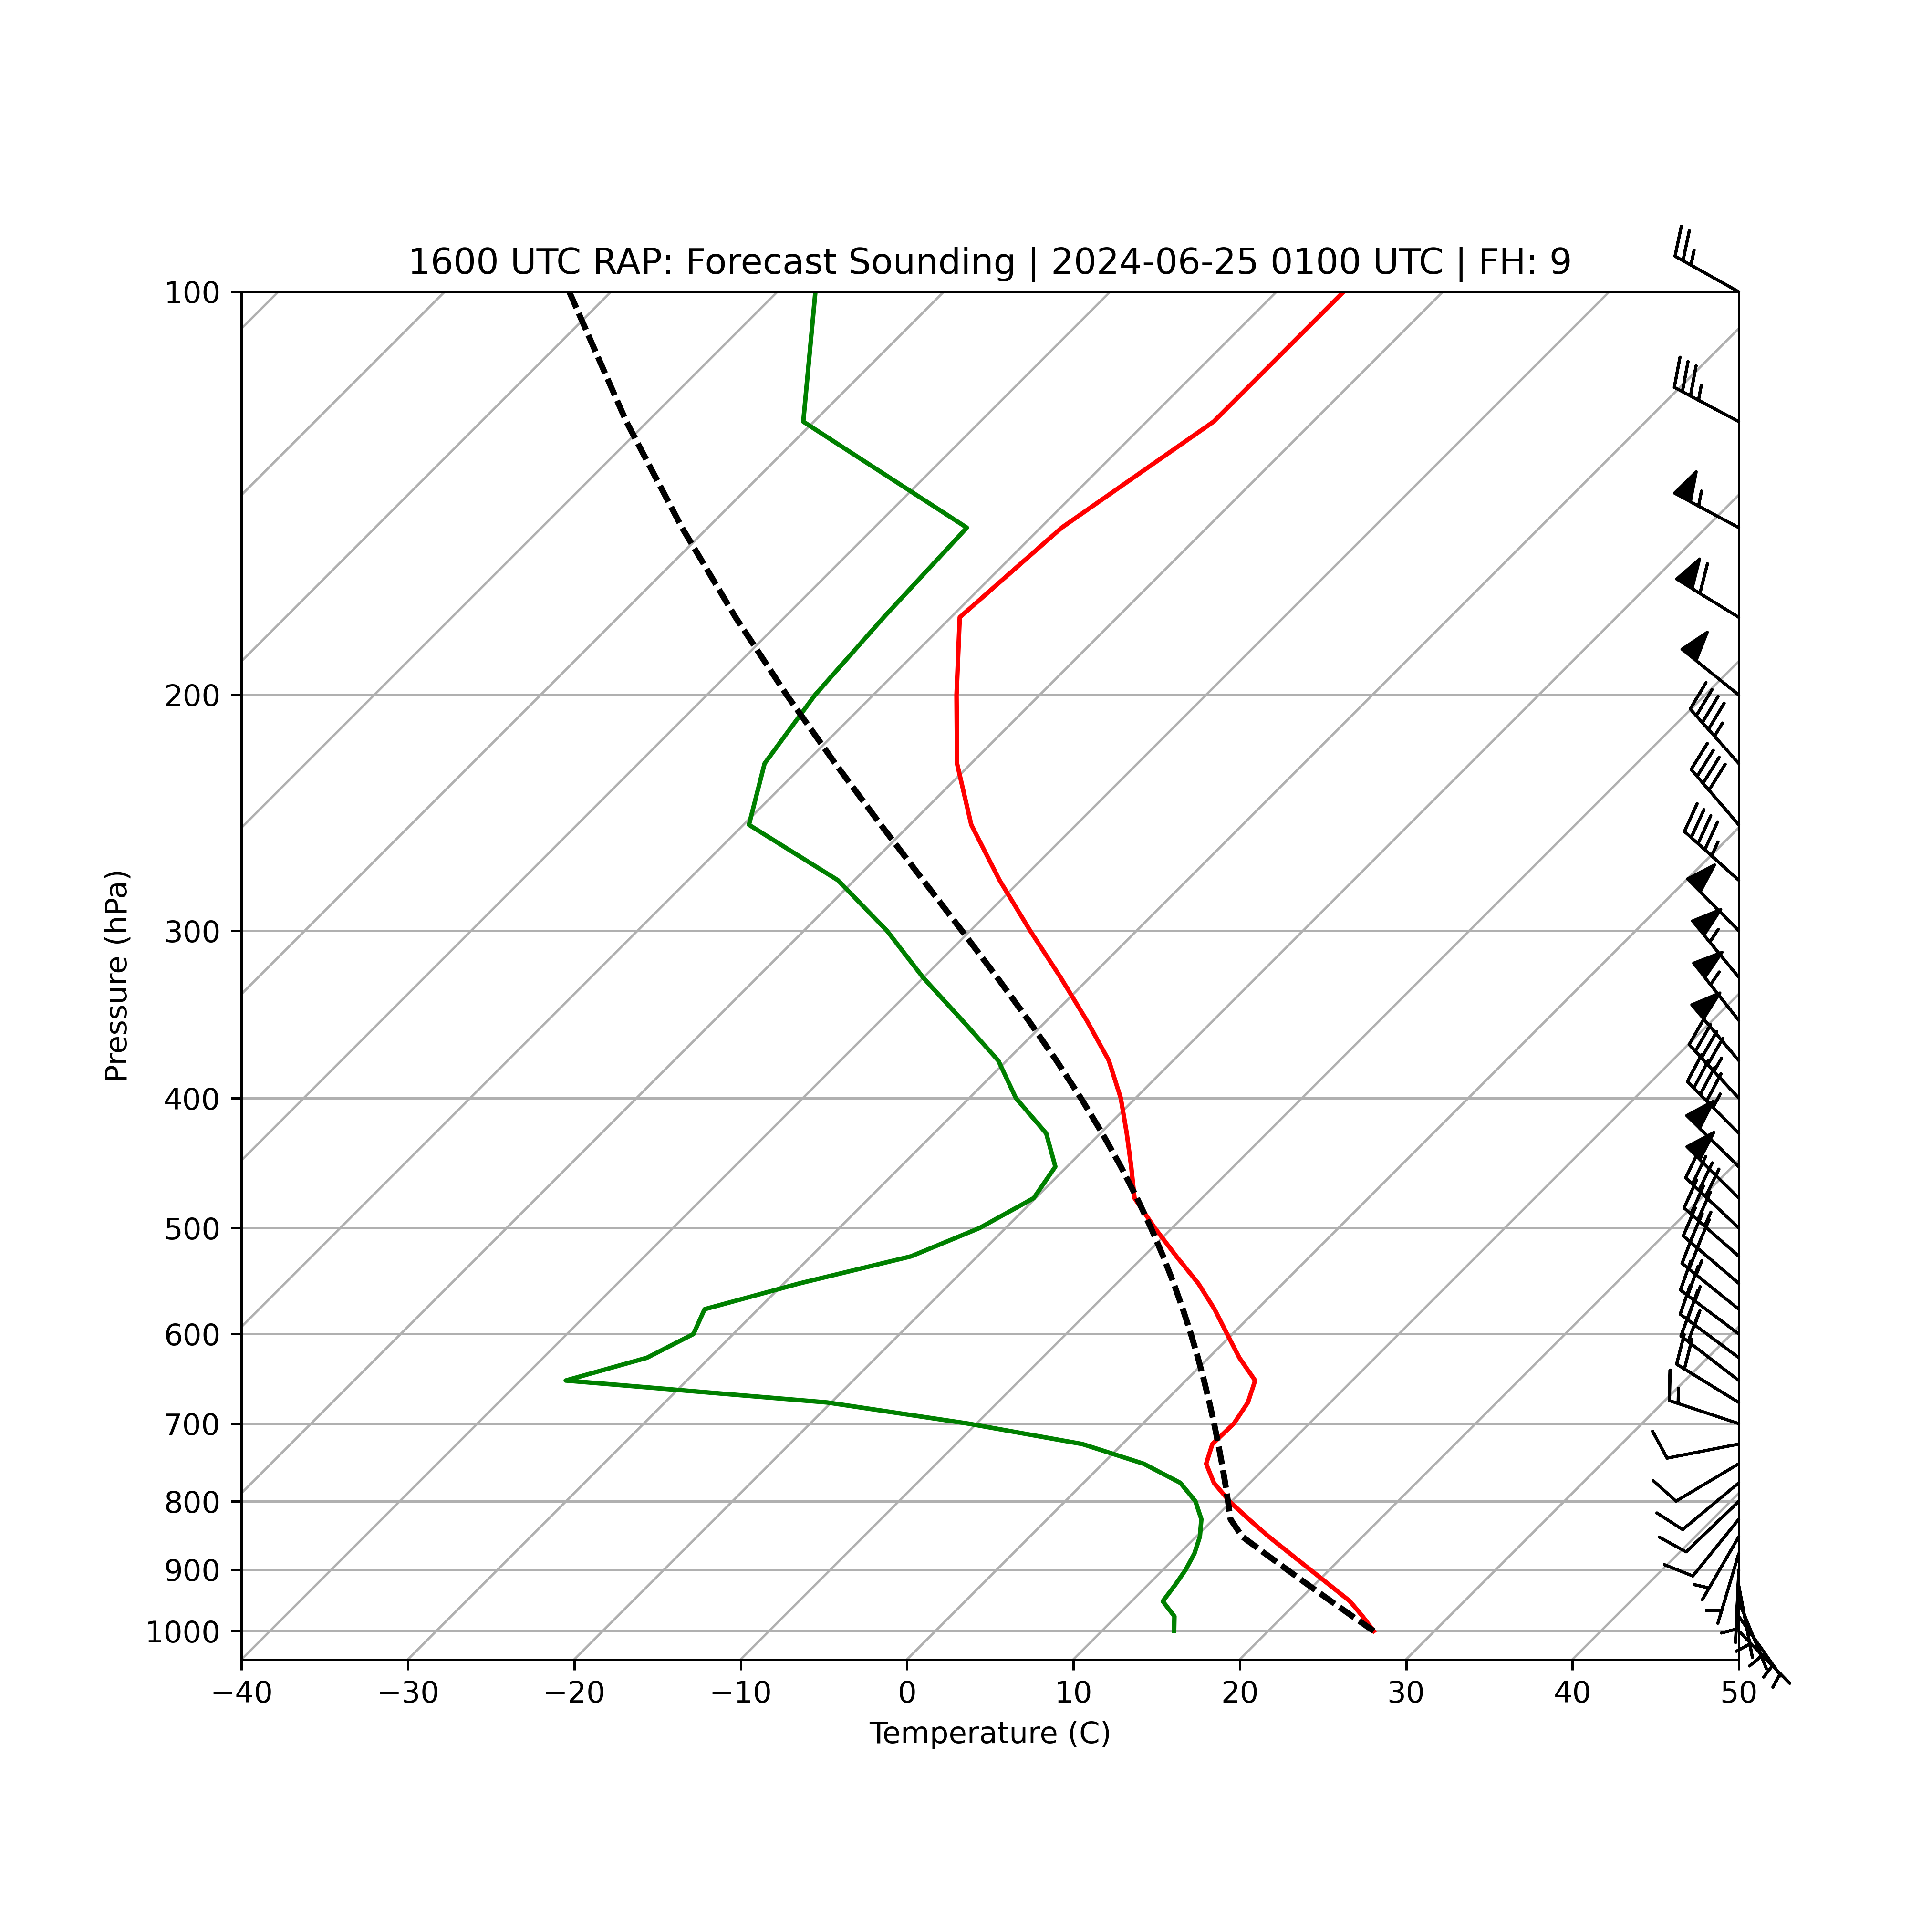 1600 UTC RAP: Forecast Sounding | 2024-06-25 0100 UTC | FH: 9
100
200
300
400
500
600
700
800
900
1000
Pressure (hPa)
−40 −30 −20 −10 0 10 20 30 40 50
Temperature (C)